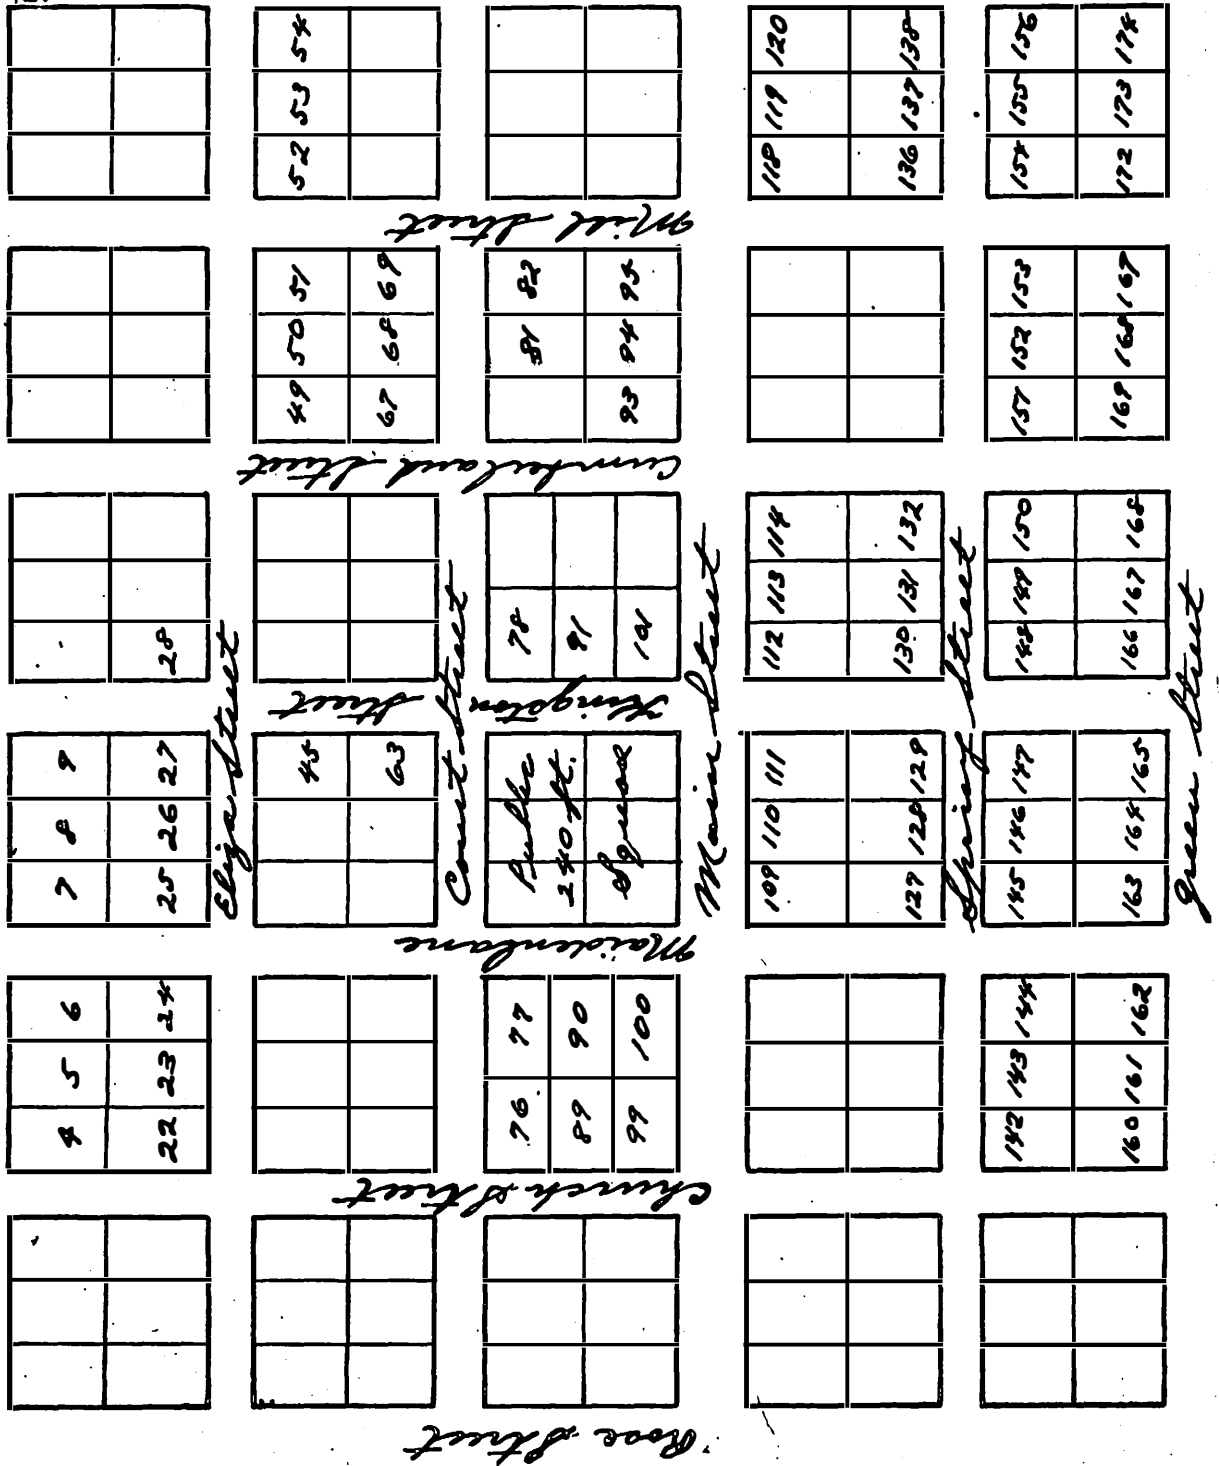 54 120 138 156 174
53 119 137 155 173
52 118 136 154 172
Mill Street
51 69 82 95 153 167
50 68 81 94 152 168
49 67 93 151 169
Cumberland Street
114 132 150 168
113 131 149 167
28 78 91 101 112 130 148 166
Kingston Street
Eliza Street
Court Street
Main Street
Spring Street
Green Street
9 27 45 63 111 129 147 165
8 26 110 128 146 164
7 25 109 127 145 163
Public
240 ft.
Square
Maidenlane
6 24 77 90 100 144 162
5 23 143 161
4 22 76 89 99 142 160
Church Street
Rose Street